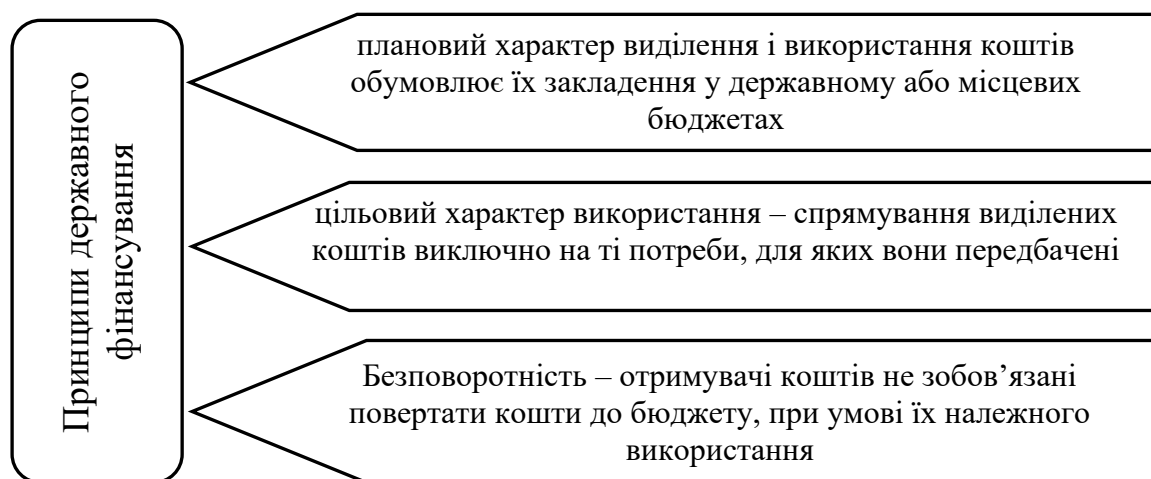 Принципи державного
фінансування
плановий характер виділення і використання коштів
обумовлює їх закладення у державному або місцевих
бюджетах
цільовий характер використання – спрямування виділених
коштів виключно на ті потреби, для яких вони передбачені
Безповоротність – отримувачі коштів не зобов’язані
повертати кошти до бюджету, при умові їх належного
використання